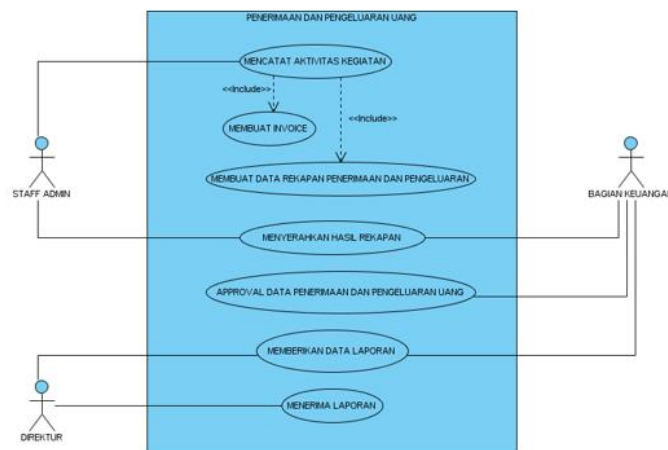 PENERIMAAN DAN PENGELUARAN UANG
MENCATAT AKTIVITAS KEGIATAN
<<Include>>
<<Include>>
MEMBUAT INVOICE
MEMBUAT DATA REKAPAN PENERIMAAN DAN PENGELUARAN
STAFF ADMIN
BAGIAN KEUANGAN
MENYERAHKAN HASIL REKAPAN
APPROVAL DATA PENERIMAAN DAN PENGELUARAN UANG
MEMBERIKAN DATA LAPORAN
MENERIMA LAPORAN
DIREKTUR